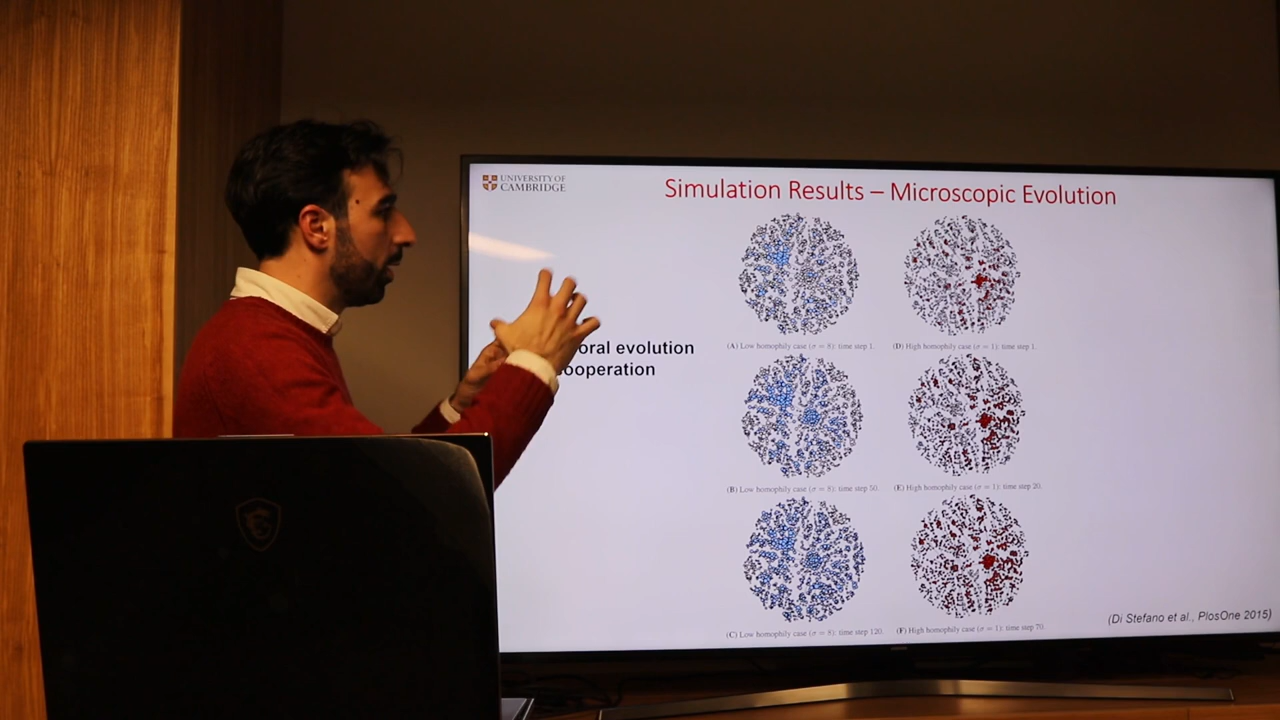 UNIVERSITY OF
CAMBRIDGE
Simulation Results – Microscopic Evolution
(A) Low homophily case (σ = 8): time step 1.
(D) High homophily case (σ = 1): time step 1.
oral evolution
ooperation
(B) Low homophily case (σ = 8): time step 50.
(E) High homophily case (σ = 1): time step 20.
(C) Low homophily case (σ = 8): time step 120.
(F) High homophily case (σ = 1): time step 70.
(Di Stefano et al., PlosOne 2015)